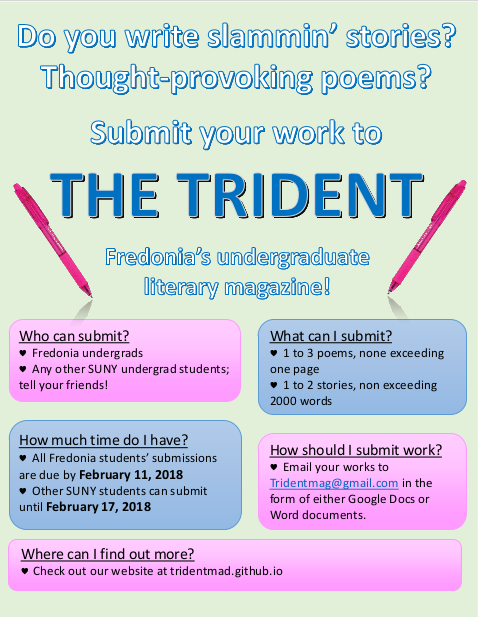 Do you write slammin’ stories?
Thought-provoking poems?
Submit your work to
THE TRIDENT
Fredonia’s undergraduate
literary magazine!
Who can submit?
♥ Fredonia undergrads
♥ Any other SUNY undergrad students;
tell your friends!
What can I submit?
♥ 1 to 3 poems, none exceeding
one page
♥ 1 to 2 stories, non exceeding
2000 words
How much time do I have?
♥ All Fredonia students’ submissions
are due by February 11, 2018
♥ Other SUNY students can submit
until February 17, 2018
How should I submit work?
♥ Email your works to
Tridentmag@gmail.com in the
form of either Google Docs or
Word documents.
Where can I find out more?
♥ Check out our website at tridentmad.github.io